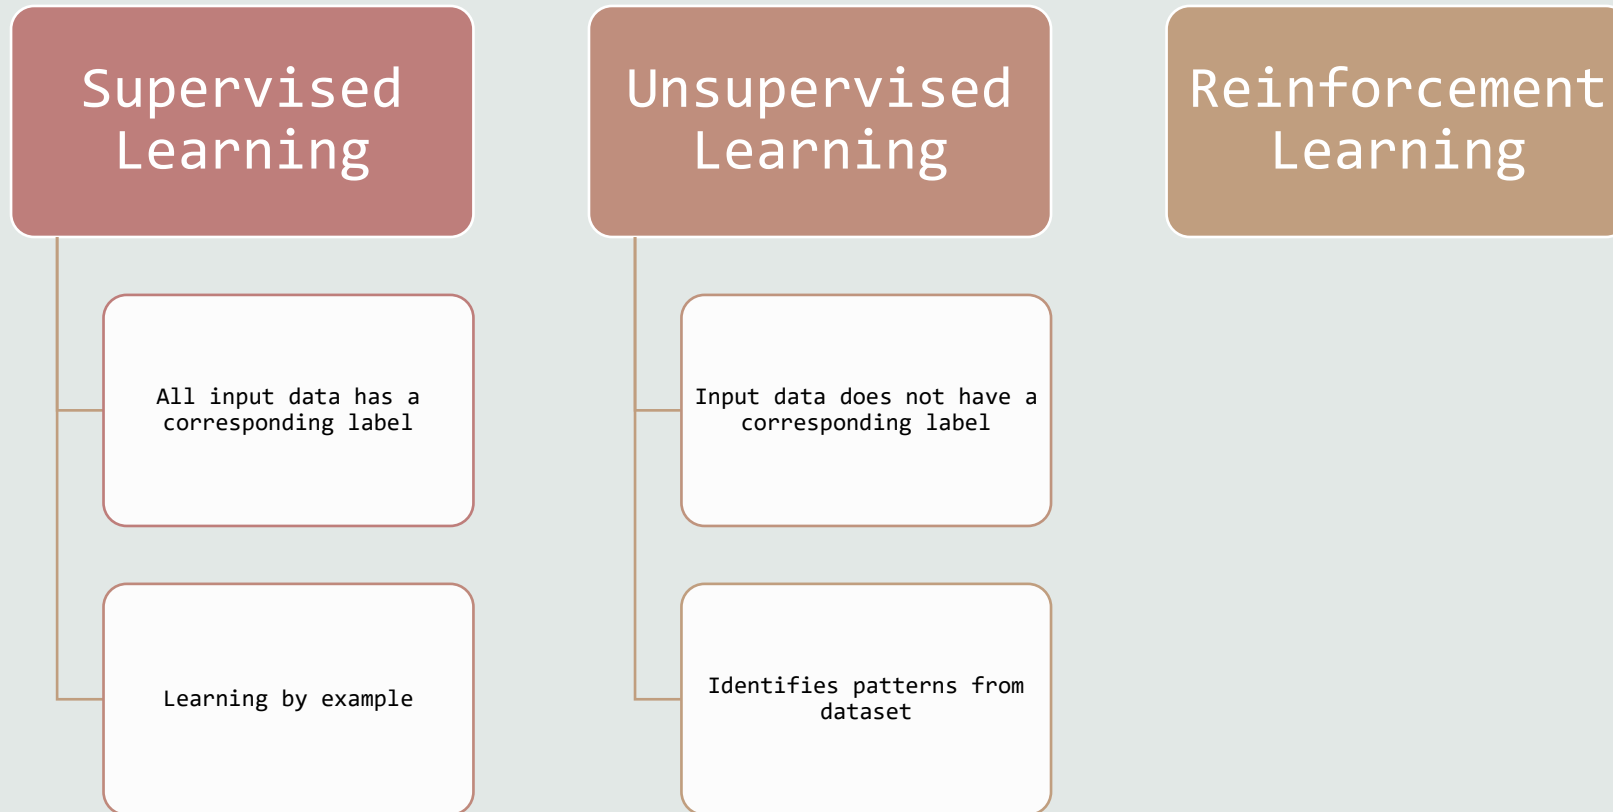 Supervised
Learning
All input data has a
corresponding label
Learning by example
Unsupervised
Learning
Input data does not have a
corresponding label
Identifies patterns from
dataset
Reinforcement
Learning